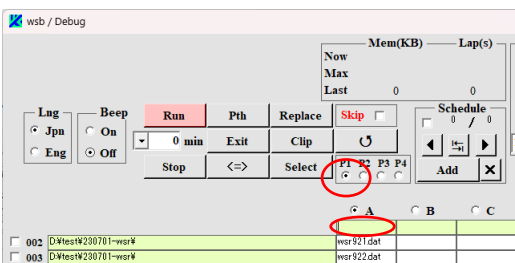 wsb / Debug
Mem(KB) Lap(s)
Now
Max
Last 0 0
Lng Beep Run Pth Replace Skip Schedule
Jpn On 0 min Exit Clip ↺ 0 / 0
Eng Off Stop <=> Select P1 P2 P3 P4 Add X
A B C
002 D:¥test¥230701-wsr¥ wsr921.dat
003 D:¥test¥230701-wsr¥ wsr922.dat